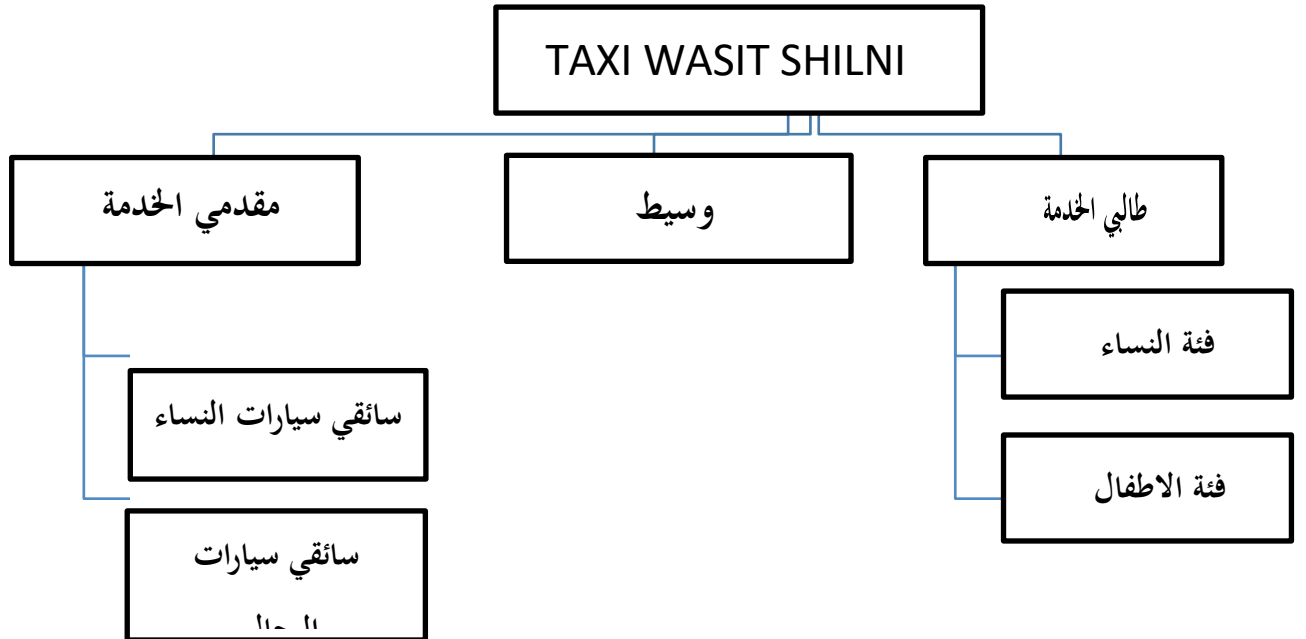 TAXI WASIT SHILNI
طالبي الخدمة
وسيط
مقدمي الخدمة
فئة النساء
فئة الاطفال
سائقي سيارات النساء
سائقي سيارات